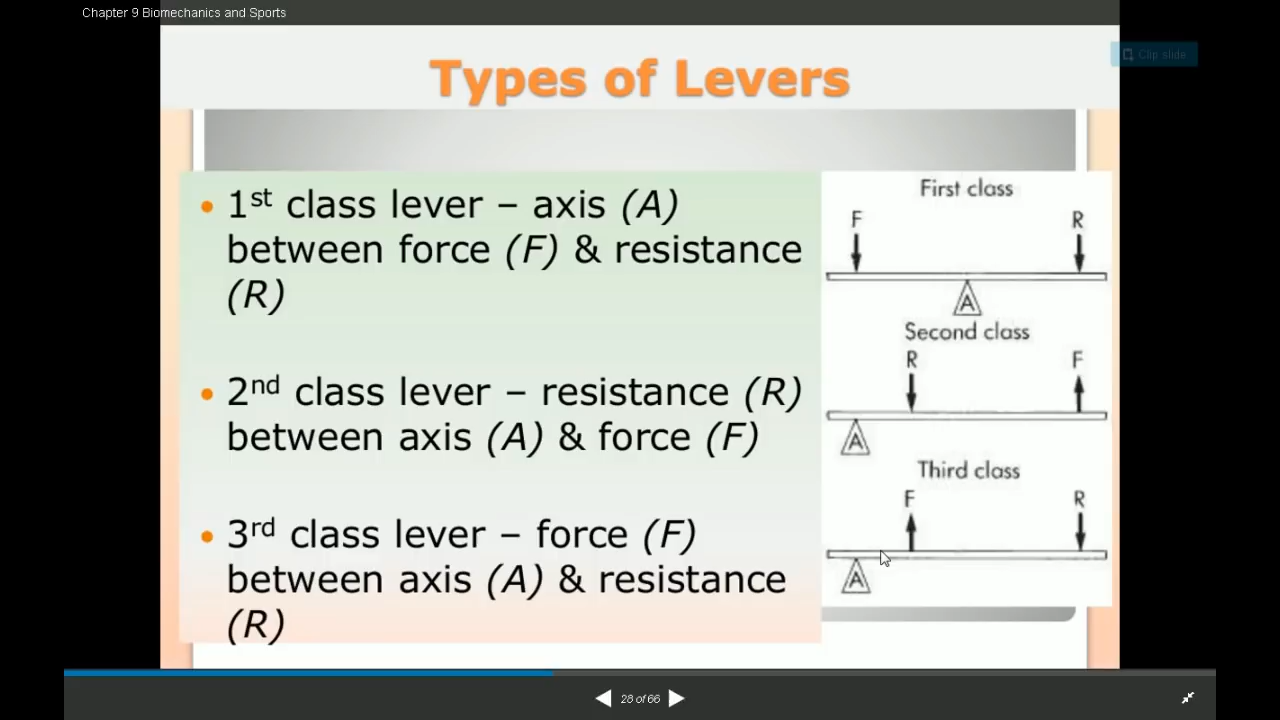 Chapter 9 Biomechanics and Sports
Clip slide
Types of Levers
• 1st class lever – axis (A)
between force (F) & resistance
(R)
• 2nd class lever – resistance (R)
between axis (A) & force (F)
• 3rd class lever – force (F)
between axis (A) & resistance
(R)
First class
F R
A
Second class
R F
A
Third class
F R
A
28 of 66